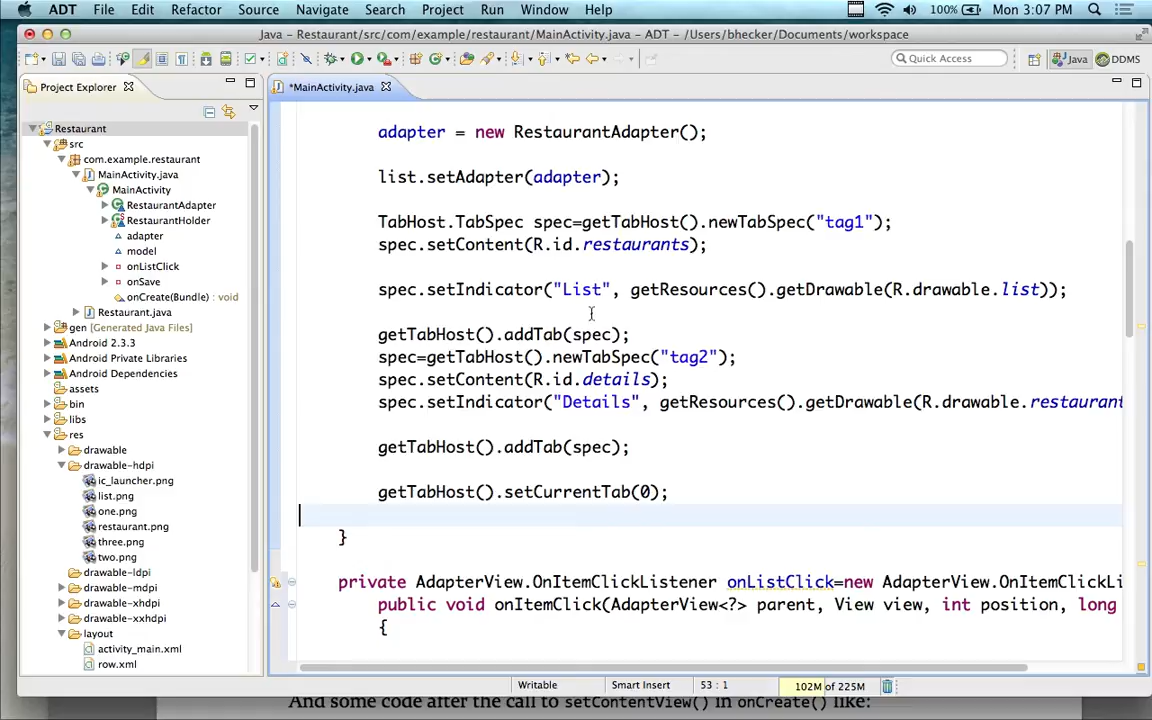 ADT File Edit Refactor Source Navigate Search Project Run Window Help 100% Mon 3:07 PM
Java - Restaurant/src/com/example/restaurant/MainActivity.java - ADT - /Users/bhecker/Documents/workspace
Quick Access Java DDMS
Project Explorer
*MainActivity.java
Restaurant
src
com.example.restaurant
MainActivity.java
MainActivity
RestaurantAdapter
RestaurantHolder
adapter
model
onListClick
onSave
onCreate(Bundle) : void
Restaurant.java
gen [Generated Java Files]
Android 2.3.3
Android Private Libraries
Android Dependencies
assets
bin
libs
res
drawable
drawable-hdpi
ic_launcher.png
list.png
one.png
restaurant.png
three.png
two.png
drawable-ldpi
drawable-mdpi
drawable-xhdpi
drawable-xxhdpi
layout
activity_main.xml
row.xml
adapter = new RestaurantAdapter();
list.setAdapter(adapter);
TabHost.TabSpec spec=getTabHost().newTabSpec("tag1");
spec.setContent(R.id.restaurants);
spec.setIndicator("List", getResources().getDrawable(R.drawable.list));
getTabHost().addTab(spec);
spec=getTabHost().newTabSpec("tag2");
spec.setContent(R.id.details);
spec.setIndicator("Details", getResources().getDrawable(R.drawable.restaurant
getTabHost().addTab(spec);
getTabHost().setCurrentTab(0);
}
private AdapterView.OnItemClickListener onListClick=new AdapterView.OnItemClickLi
public void onItemClick(AdapterView<?> parent, View view, int position, long
{
Writable Smart Insert 53 : 1 102M of 225M
And some code after the call to setContentView() in onCreate() like: